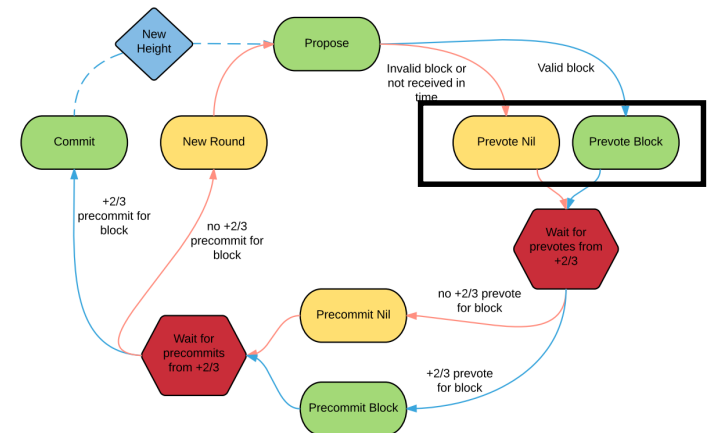 New
Height
Propose
Invalid block or
not received in
time
Valid block
Commit
New Round
Prevote Nil
Prevote Block
+2/3
precommit for
block
no +2/3
precommit for
block
Wait for
prevotes from
+2/3
no +2/3 prevote
for block
Precommit Nil
Wait for
precommits
from +2/3
+2/3 prevote
for block
Precommit Block